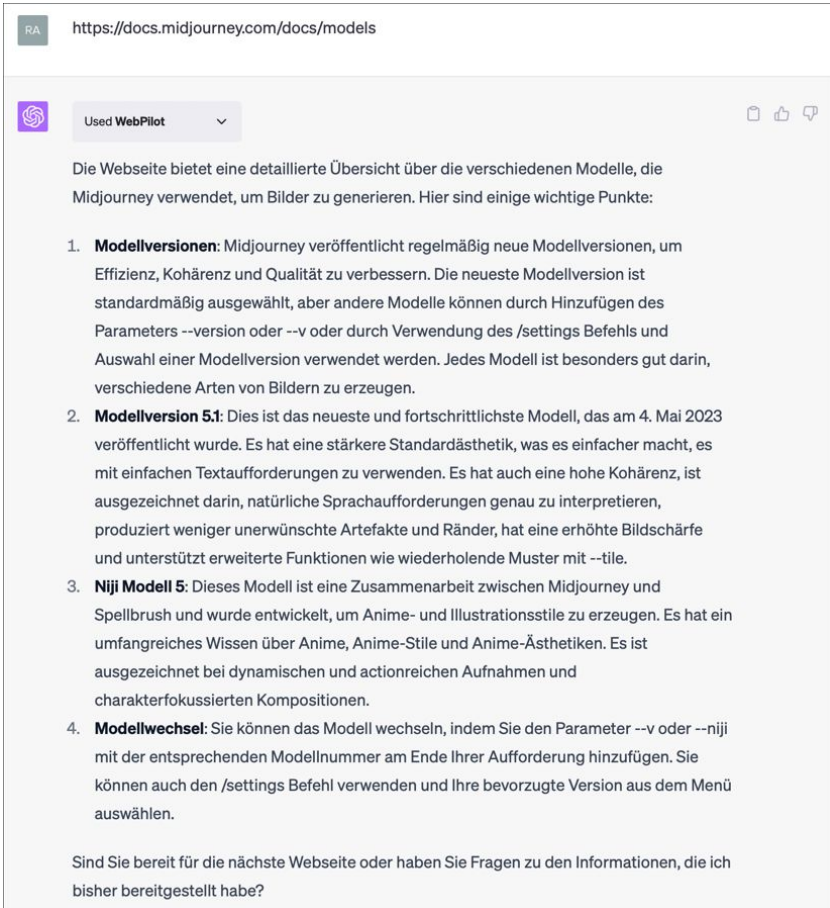 RA
https://docs.midjourney.com/docs/models
Used WebPilot
Die Webseite bietet eine detaillierte Übersicht über die verschiedenen Modelle, die
Midjourney verwendet, um Bilder zu generieren. Hier sind einige wichtige Punkte:
1. Modellversionen: Midjourney veröffentlicht regelmäßig neue Modellversionen, um
Effizienz, Kohärenz und Qualität zu verbessern. Die neueste Modellversion ist
standardmäßig ausgewählt, aber andere Modelle können durch Hinzufügen des
Parameters --version oder --v oder durch Verwendung des /settings Befehls und
Auswahl einer Modellversion verwendet werden. Jedes Modell ist besonders gut darin,
verschiedene Arten von Bildern zu erzeugen.
2. Modellversion 5.1: Dies ist das neueste und fortschrittlichste Modell, das am 4. Mai 2023
veröffentlicht wurde. Es hat eine stärkere Standardästhetik, was es einfacher macht, es
mit einfachen Textaufforderungen zu verwenden. Es hat auch eine hohe Kohärenz, ist
ausgezeichnet darin, natürliche Sprachaufforderungen genau zu interpretieren,
produziert weniger unerwünschte Artefakte und Ränder, hat eine erhöhte Bildschärfe
und unterstützt erweiterte Funktionen wie wiederholende Muster mit --tile.
3. Niji Modell 5: Dieses Modell ist eine Zusammenarbeit zwischen Midjourney und
Spellbrush und wurde entwickelt, um Anime- und Illustrationsstile zu erzeugen. Es hat ein
umfangreiches Wissen über Anime, Anime-Stile und Anime-Ästhetiken. Es ist
ausgezeichnet bei dynamischen und actionreichen Aufnahmen und
charakterfokussierten Kompositionen.
4. Modellwechsel: Sie können das Modell wechseln, indem Sie den Parameter --v oder --niji
mit der entsprechenden Modellnummer am Ende Ihrer Aufforderung hinzufügen. Sie
können auch den /settings Befehl verwenden und Ihre bevorzugte Version aus dem Menü
auswählen.
Sind Sie bereit für die nächste Webseite oder haben Sie Fragen zu den Informationen, die ich
bisher bereitgestellt habe?